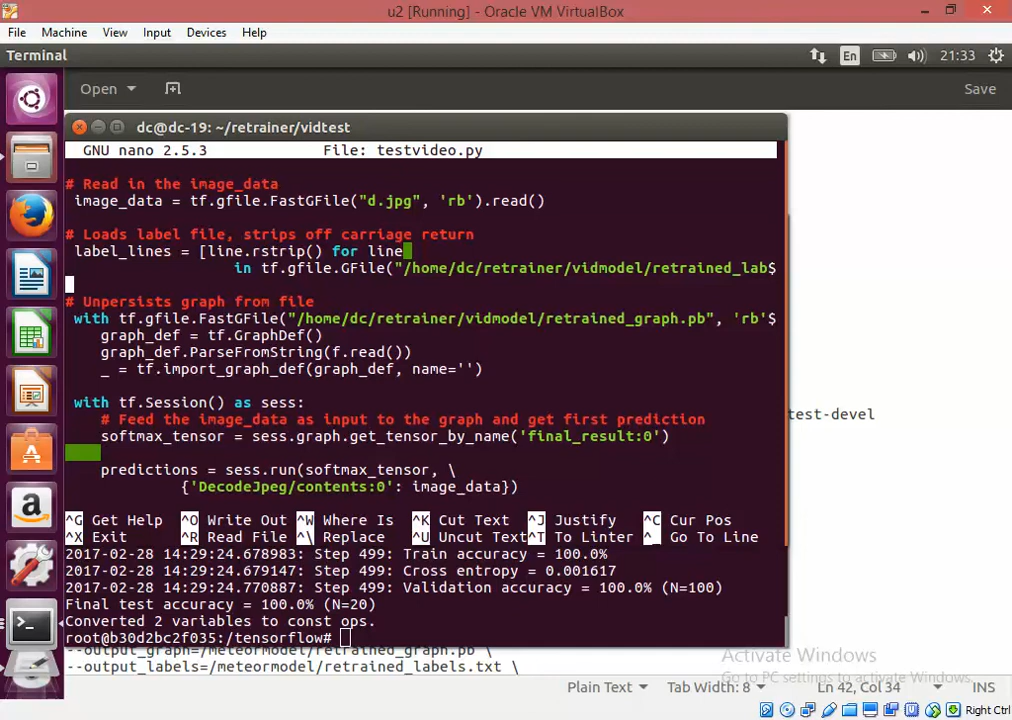 u2 [Running] - Oracle VM VirtualBox
File Machine View Input Devices Help
Terminal En 21:33
Open Save
dc@dc-19: ~/retrainer/vidtest
GNU nano 2.5.3 File: testvideo.py
# Read in the image_data
image_data = tf.gfile.FastGFile("d.jpg", 'rb').read()
# Loads label file, strips off carriage return
label_lines = [line.rstrip() for line
in tf.gfile.GFile("/home/dc/retrainer/vidmodel/retrained_lab$
# Unpersists graph from file
with tf.gfile.FastGFile("/home/dc/retrainer/vidmodel/retrained_graph.pb", 'rb'$
graph_def = tf.GraphDef()
graph_def.ParseFromString(f.read())
_ = tf.import_graph_def(graph_def, name='')
with tf.Session() as sess:
test-devel
# Feed the image_data as input to the graph and get first prediction
softmax_tensor = sess.graph.get_tensor_by_name('final_result:0')
predictions = sess.run(softmax_tensor, \
{'DecodeJpeg/contents:0': image_data})
^G Get Help ^O Write Out ^W Where Is ^K Cut Text ^J Justify ^C Cur Pos
^X Exit ^R Read File ^\ Replace ^U Uncut Text ^T To Linter ^_ Go To Line
2017-02-28 14:29:24.678983: Step 499: Train accuracy = 100.0%
2017-02-28 14:29:24.679147: Step 499: Cross entropy = 0.001617
2017-02-28 14:29:24.770887: Step 499: Validation accuracy = 100.0% (N=100)
Final test accuracy = 100.0% (N=20)
Converted 2 variables to const ops.
root@b30d2bc2f035:/tensorflow#
--output_graph=/meteormodel/retrained_graph.pb \
--output_labels=/meteormodel/retrained_labels.txt \
Activate Windows
Go to PC settings to activate Windows.
Plain Text Tab Width: 8 Ln 42, Col 34 INS
Right Ctrl